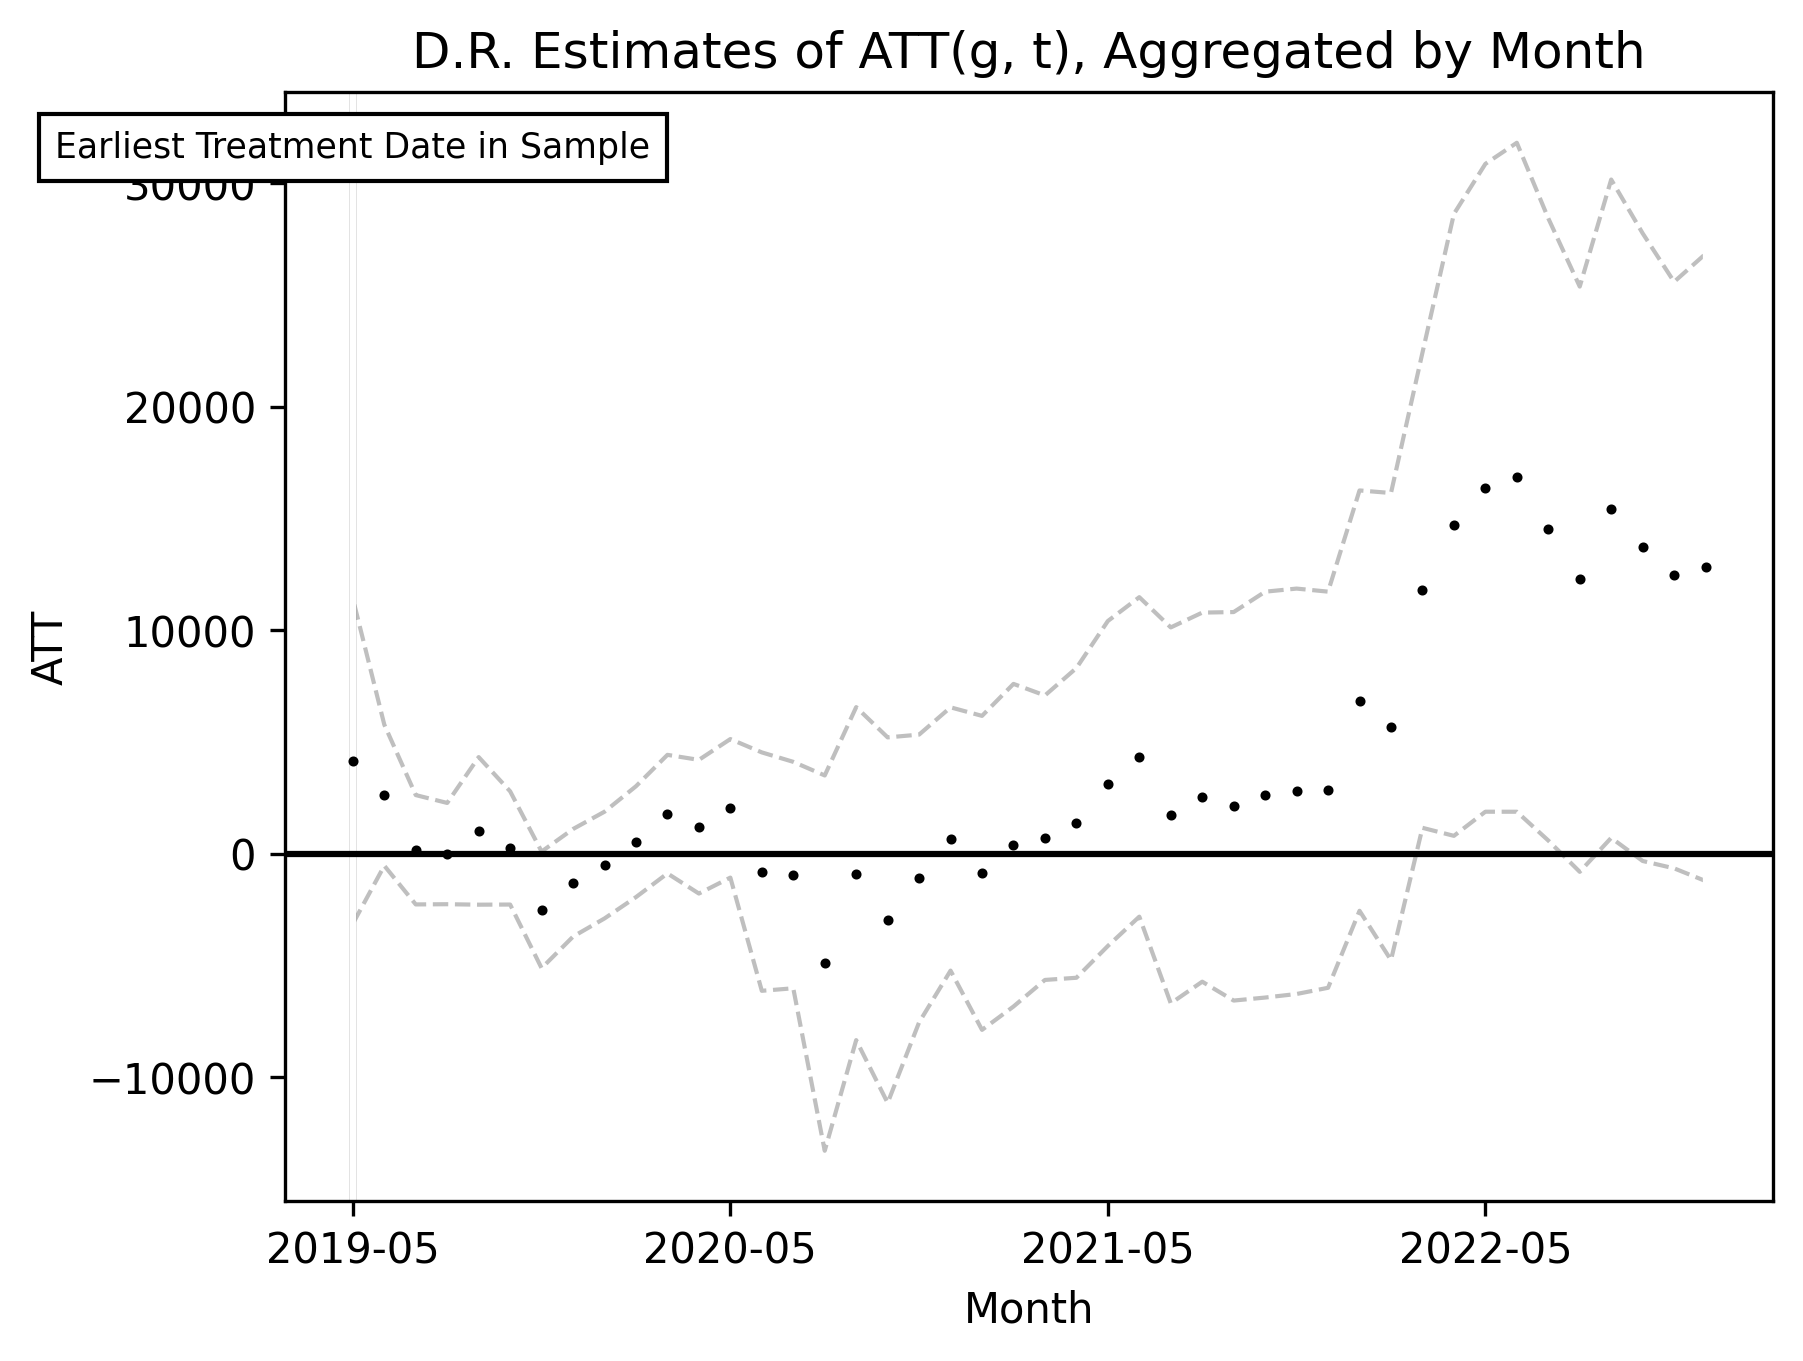 D.R. Estimates of ATT(g, t), Aggregated by Month
Earliest Treatment Date in Sample
30000
20000
10000
0
−10000
ATT
2019-05 2020-05 2021-05 2022-05
Month